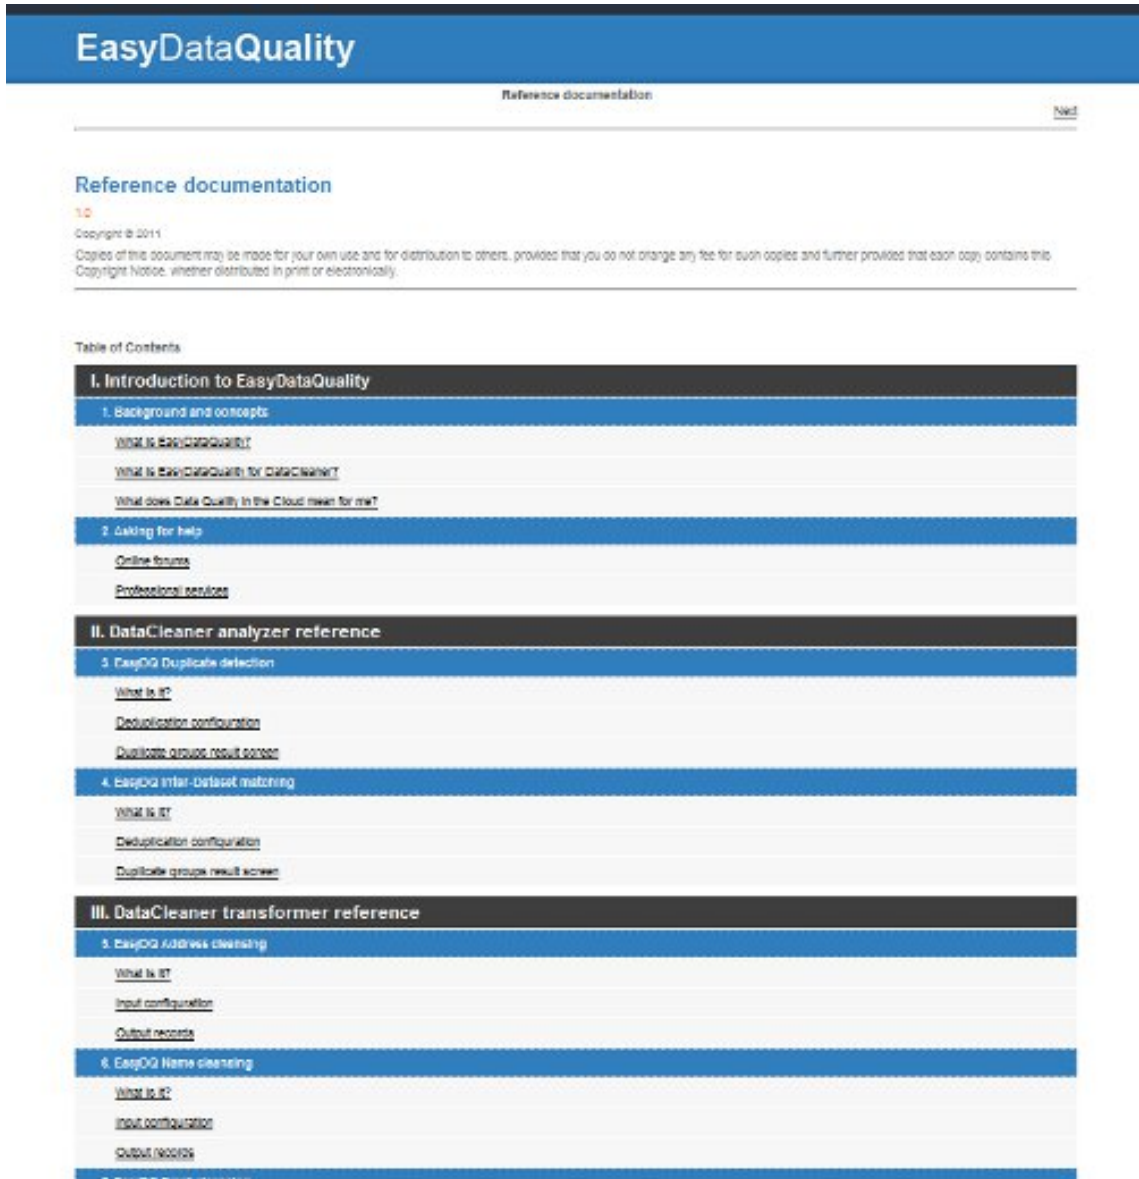 EasyDataQuality
Reference documentation
Next
Reference documentation
1.0
Copyright © 2011
Copies of this document may be made for your own use and for distribution to others, provided that you do not charge any fee for such copies and further provided that each copy contains this
Copyright Notice, whether distributed in print or electronically.
Table of Contents
I. Introduction to EasyDataQuality
1. Background and concepts
What is EasyDataQuality?
What is EasyDataQuality for DataCleaner?
What does Data Quality in the Cloud mean for me?
2. Asking for help
Online forums
Professional services
II. DataCleaner analyzer reference
3. EasyDQ Duplicate detection
What is it?
Deduplication configuration
Duplicate groups result screen
4. EasyDQ Inter-Dataset matching
What is it?
Deduplication configuration
Duplicate groups result screen
III. DataCleaner transformer reference
5. EasyDQ Address cleansing
What is it?
Input configuration
Output records
6. EasyDQ Name cleansing
What is it?
Input configuration
Output records